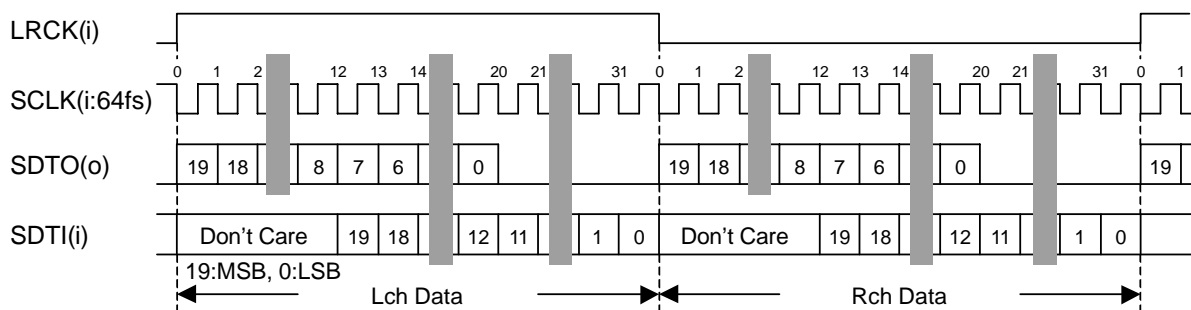 LRCK(i)
0 1 2 12 13 14 20 21 31 0 1 2 12 13 14 20 21 31 0 1
SCLK(i:64fs)
SDTO(o) 19 18 8 7 6 0 19 18 8 7 6 0 19
SDTI(i) Don't Care 19 18 12 11 1 0 Don't Care 19 18 12 11 1 0
19:MSB, 0:LSB
Lch Data Rch Data